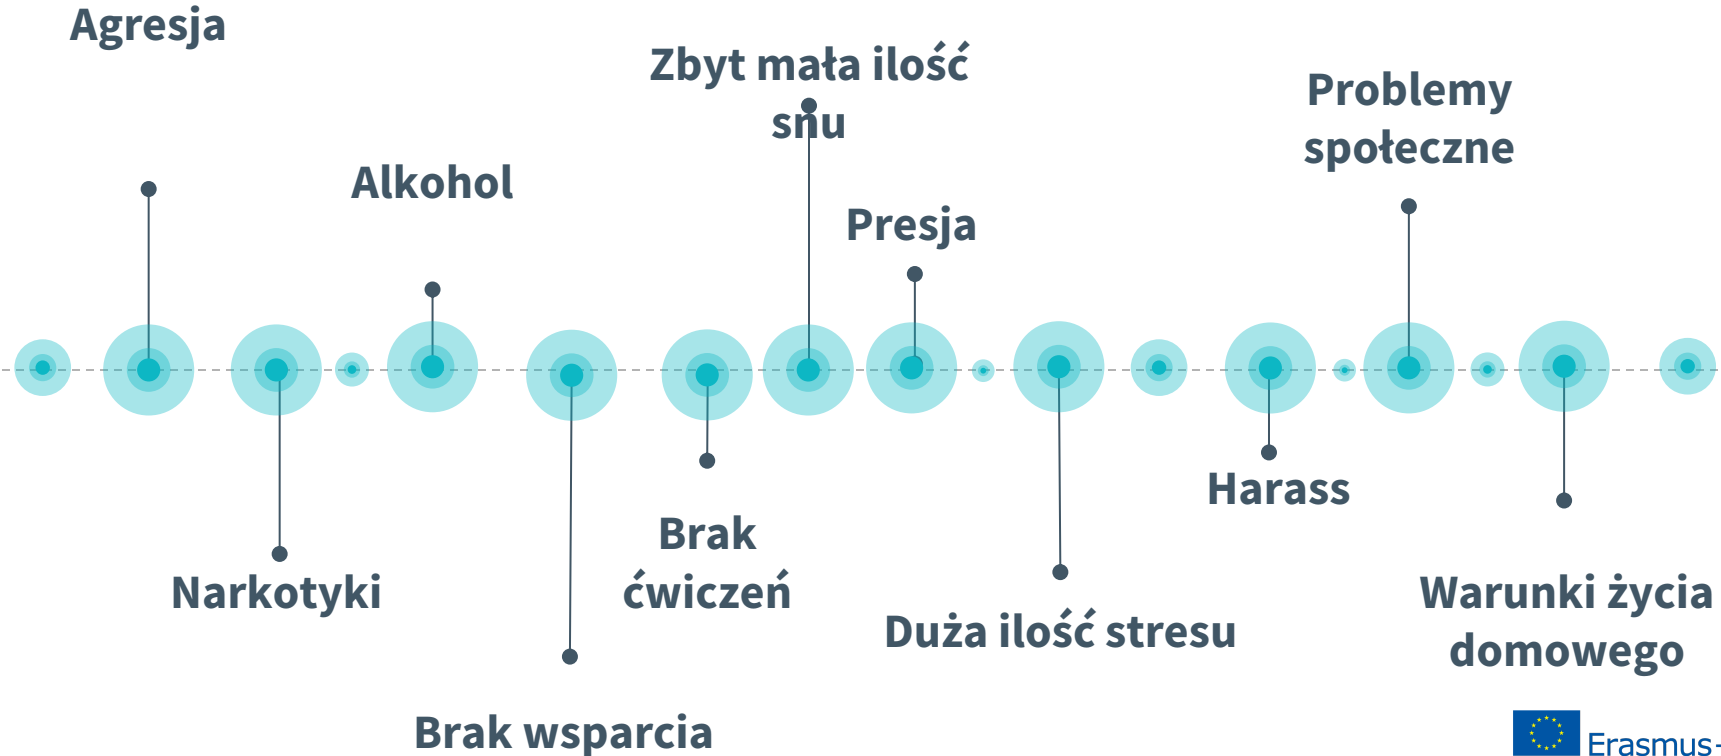 Agresja
Zbyt mała ilość
snu
Problemy
społeczne
Alkohol
Presja
Harass
Brak
ćwiczeń
Narkotyki
Duża ilość stresu
Warunki życia
domowego
Brak wsparcia
Erasmus+